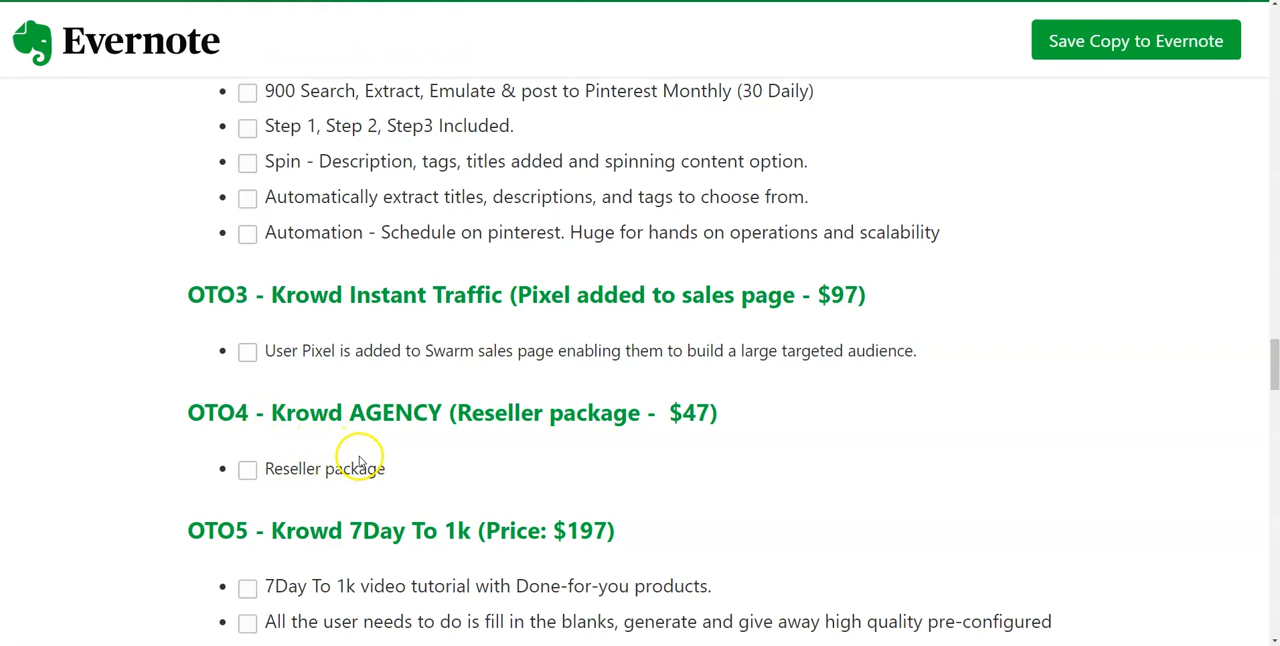 Evernote
Save Copy to Evernote
900 Search, Extract, Emulate & post to Pinterest Monthly (30 Daily)
Step 1, Step 2, Step3 Included.
Spin - Description, tags, titles added and spinning content option.
Automatically extract titles, descriptions, and tags to choose from.
Automation - Schedule on pinterest. Huge for hands on operations and scalability
OTO3 - Krowd Instant Traffic (Pixel added to sales page - $97)
User Pixel is added to Swarm sales page enabling them to build a large targeted audience.
OTO4 - Krowd AGENCY (Reseller package - $47)
Reseller package
OTO5 - Krowd 7Day To 1k (Price: $197)
7Day To 1k video tutorial with Done-for-you products.
All the user needs to do is fill in the blanks, generate and give away high quality pre-configured